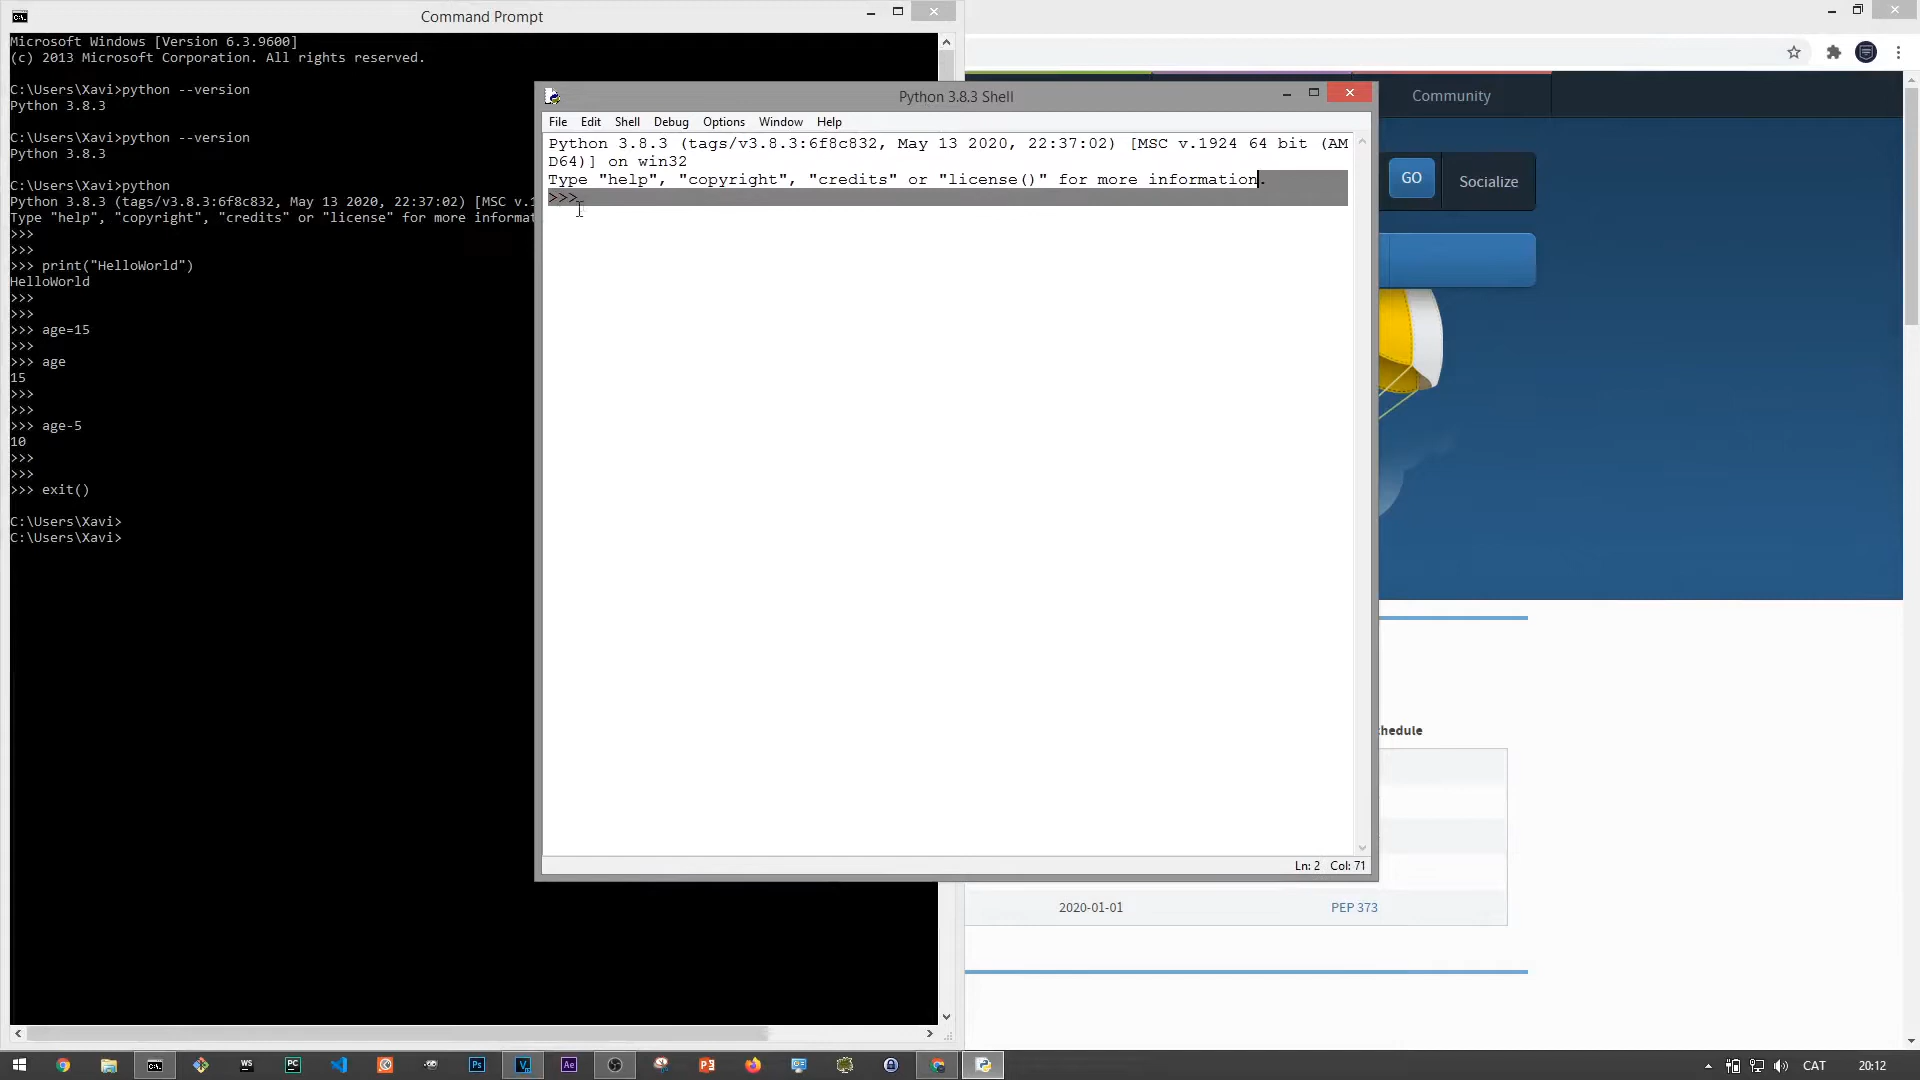 Command Prompt
Microsoft Windows [Version 6.3.9600]
(c) 2013 Microsoft Corporation. All rights reserved.
C:\Users\Xavi>python --version
Python 3.8.3
C:\Users\Xavi>python --version
Python 3.8.3
C:\Users\Xavi>python
Python 3.8.3 (tags/v3.8.3:6f8c832, May 13 2020, 22:37:02) [MSC v.1
Type "help", "copyright", "credits" or "license" for more informat
>>>
>>>
>>> print("HelloWorld")
HelloWorld
>>>
>>>
>>> age=15
>>>
>>> age
15
>>>
>>>
>>> age-5
10
>>>
>>>
>>> exit()
C:\Users\Xavi>
C:\Users\Xavi>
Python 3.8.3 Shell
File Edit Shell Debug Options Window Help
Python 3.8.3 (tags/v3.8.3:6f8c832, May 13 2020, 22:37:02) [MSC v.1924 64 bit (AM
D64)] on win32
Type "help", "copyright", "credits" or "license()" for more information.
>>>
Ln: 2 Col: 71
Community
GO Socialize
hedule
2020-01-01 PEP 373
WS PC Ps V Ae
CAT 20:12